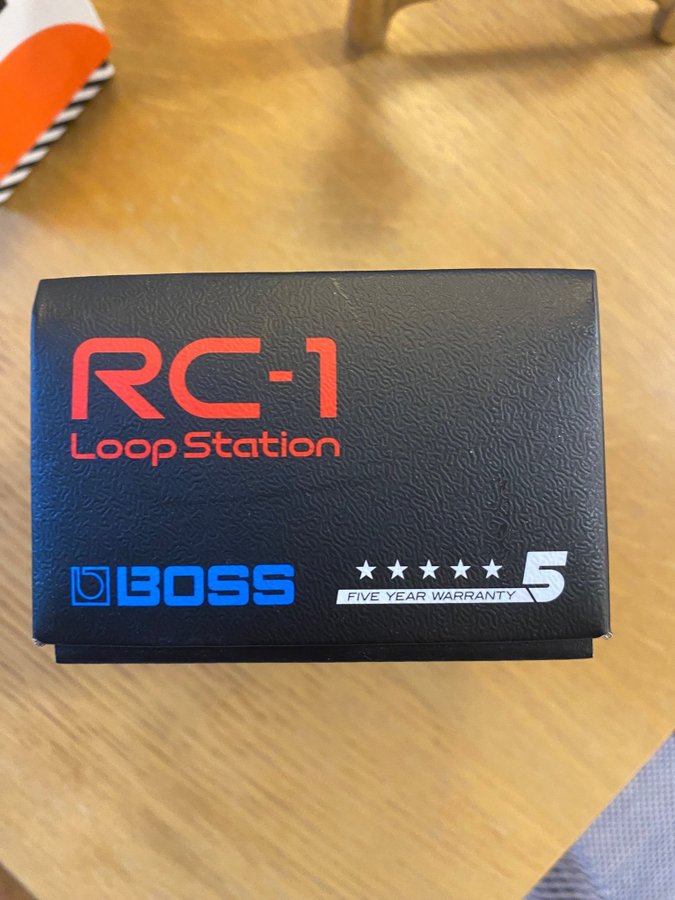 RC-1
Loop Station
BOSS
5
FIVE YEAR WARRANTY